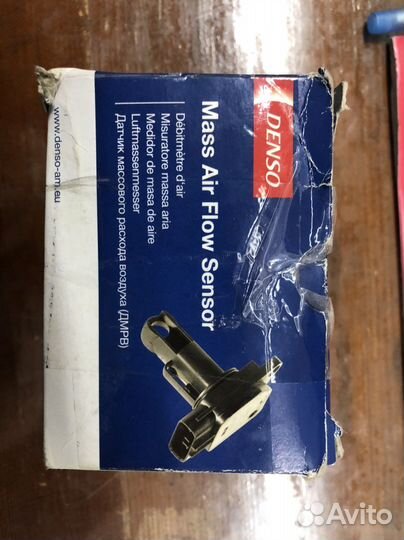 DENSO
Mass Air Flow Sensor
Débitmètre d'air
Misuratore massa aria
Medidor de masa de aire
Luftmassenmesser
Датчик массового расхода воздуха (ДМРВ)
www.denso-am.eu
Avito